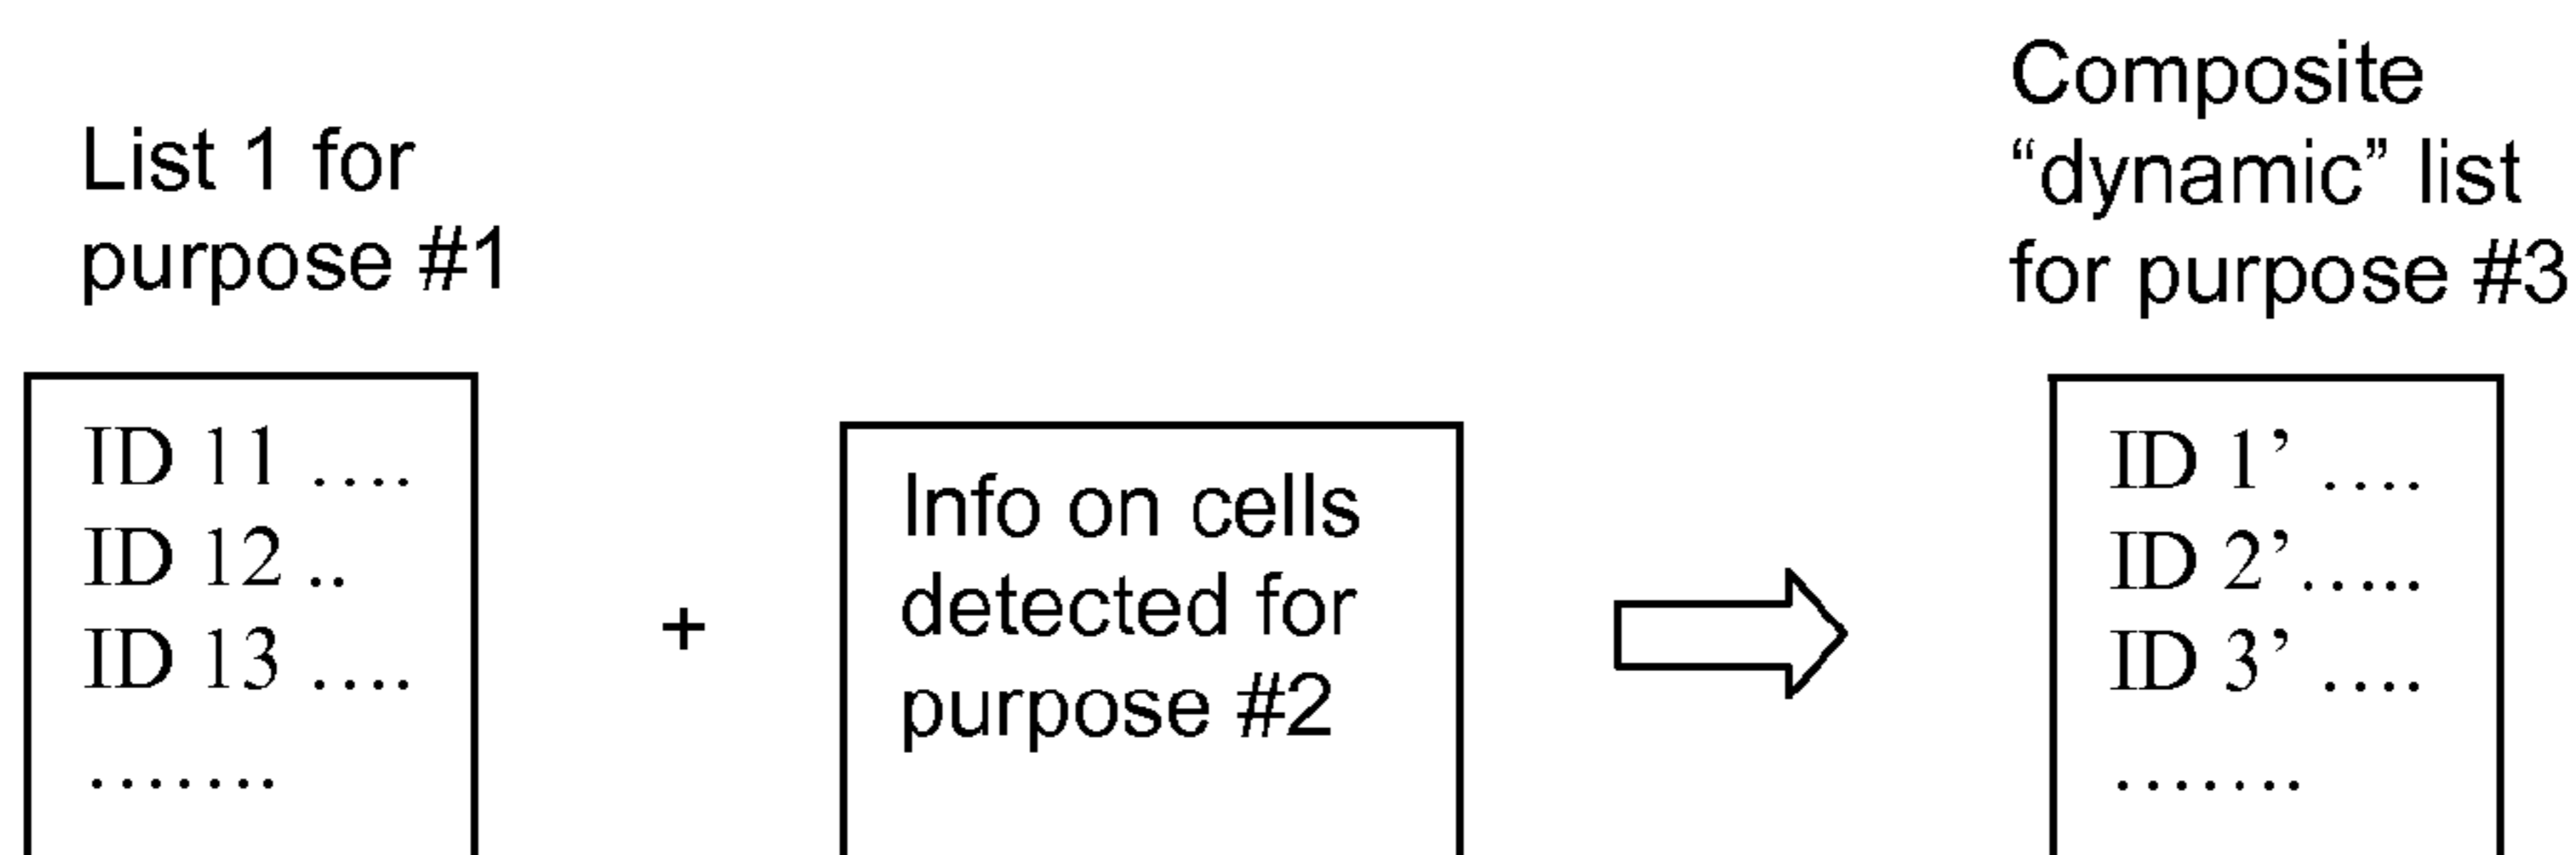 List 1 for
purpose #1
ID 11 ....
ID 12 ..
ID 13 ....
.......
+
Info on cells
detected for
purpose #2
Composite
“dynamic” list
for purpose #3
ID 1’ ....
ID 2’.....
ID 3’ ....
.......